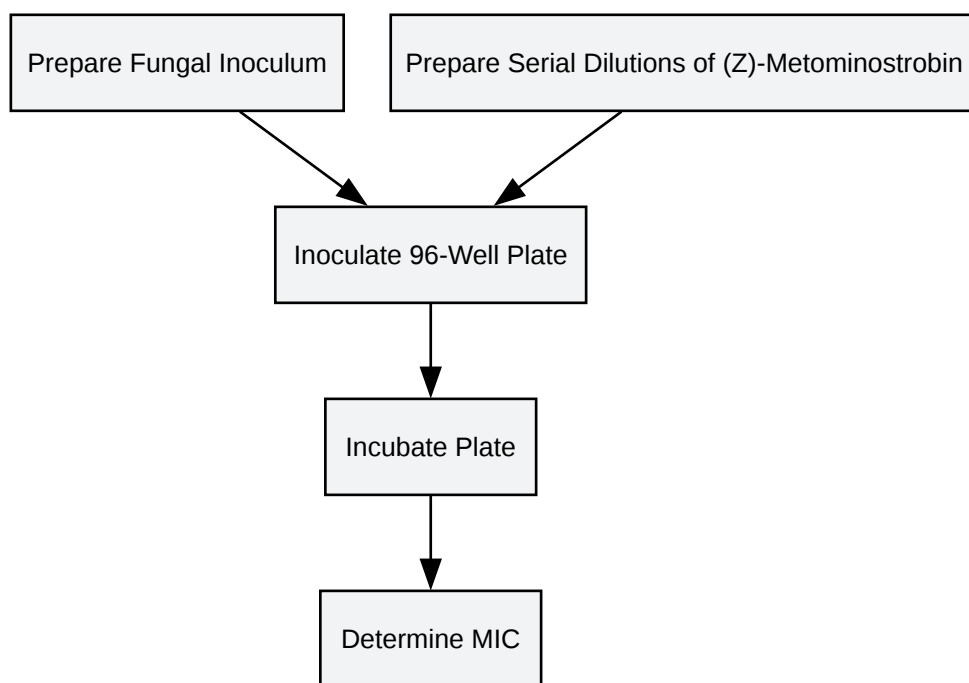 Prepare Fungal Inoculum
Prepare Serial Dilutions of (Z)-Metominostrobin
Inoculate 96-Well Plate
Incubate Plate
Determine MIC